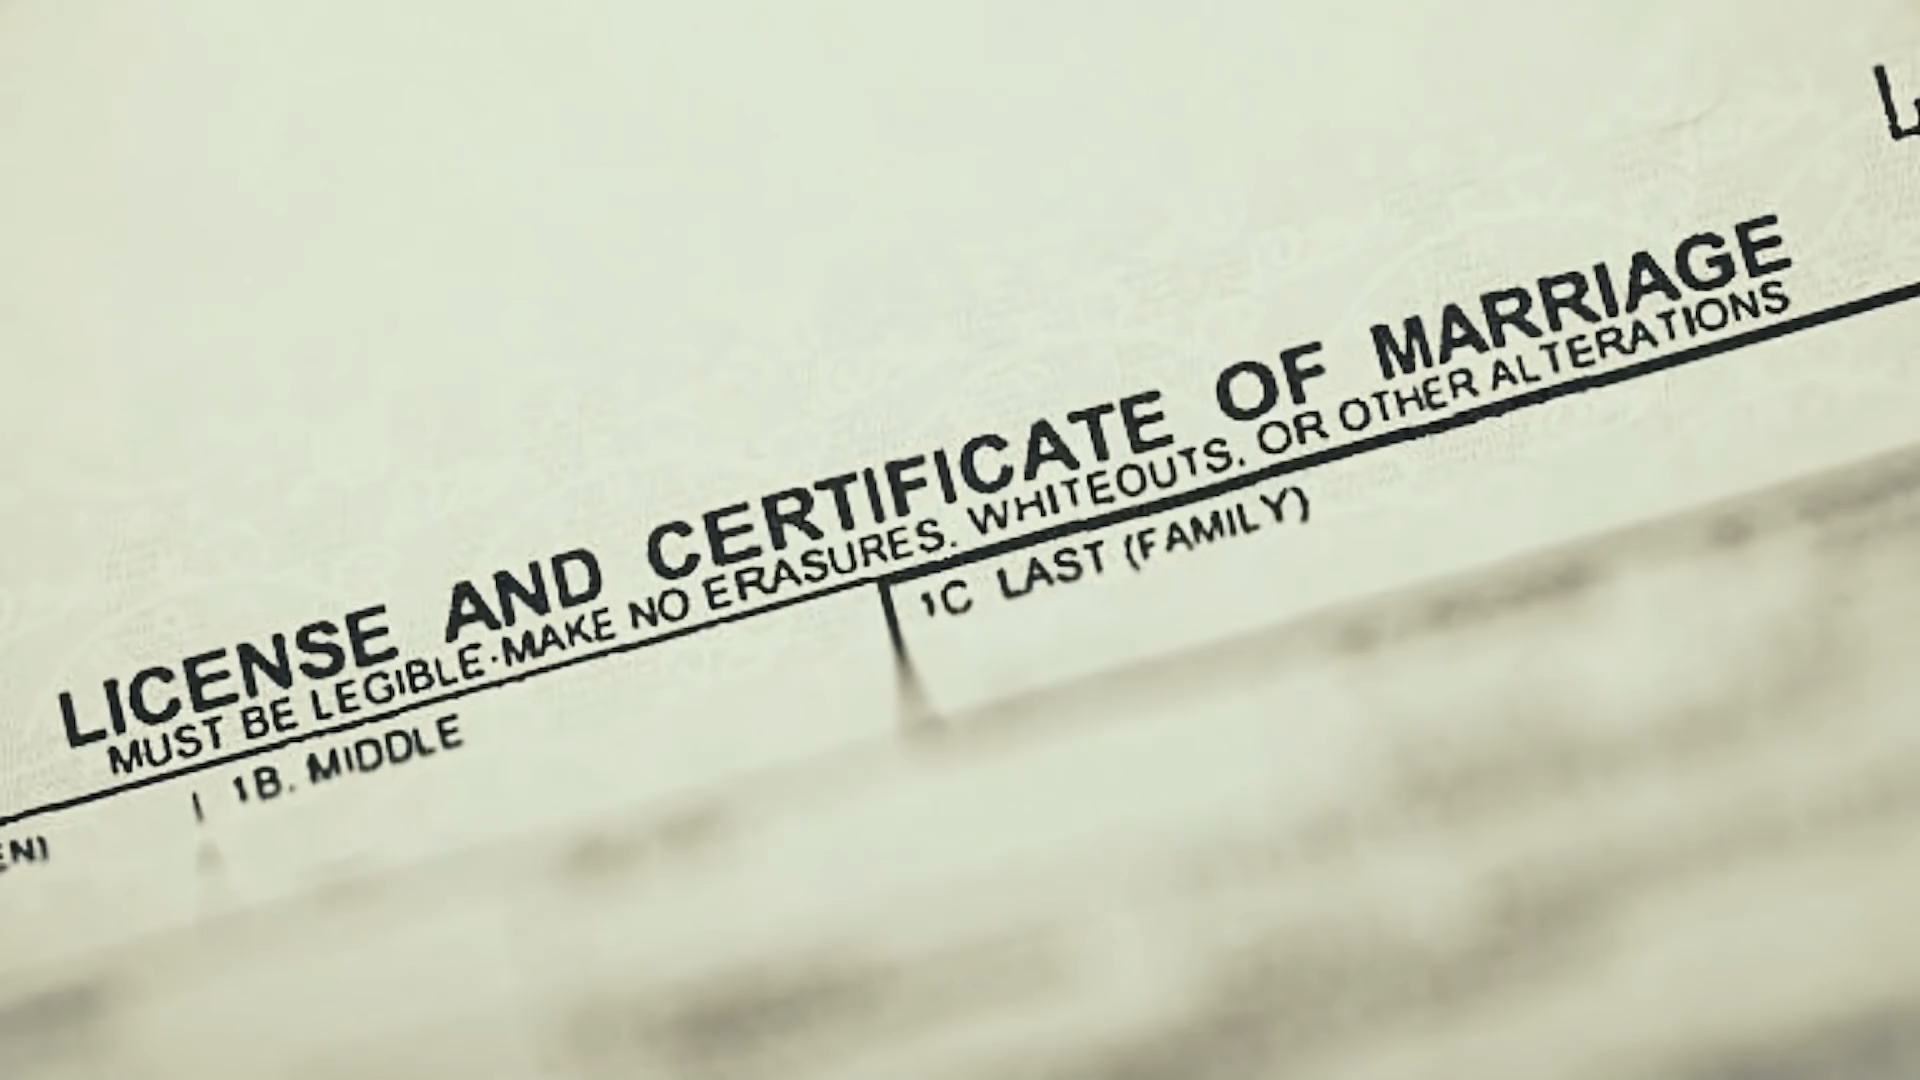 LICENSE AND CERTIFICATE OF MARRIAGE
MUST BE LEGIBLE·MAKE NO ERASURES, WHITEOUTS, OR OTHER ALTERATIONS
1B. MIDDLE
1C LAST (FAMILY)